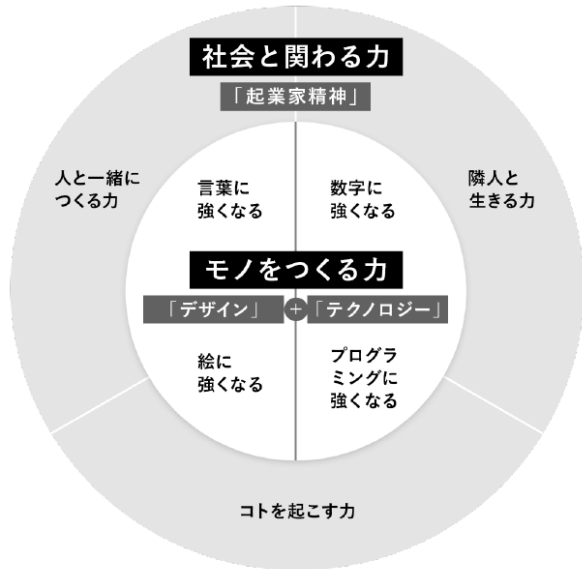 社会と関わる力
「起業家精神」
人と一緒に
つくる力
隣人と
生きる力
言葉に
強くなる
数字に
強くなる
モノをつくる力
「デザイン」+「テクノロジー」
絵に
強くなる
プログラ
ミングに
強くなる
コトを起こす力